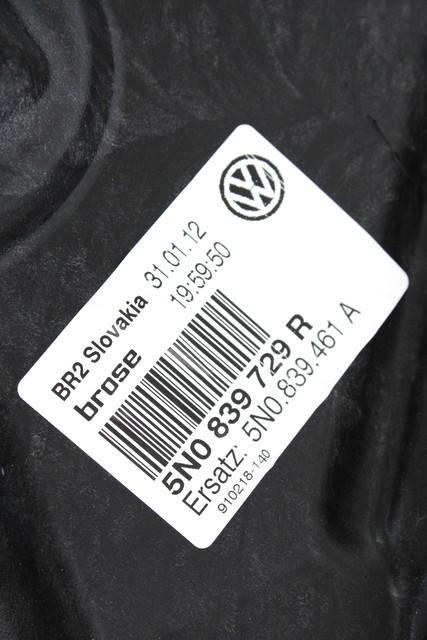 BR2 Slovakia 31.01.12
brose 19:59:50
5N0 839 729 R
Ersatz: 5N0.839.461 A
910218-140